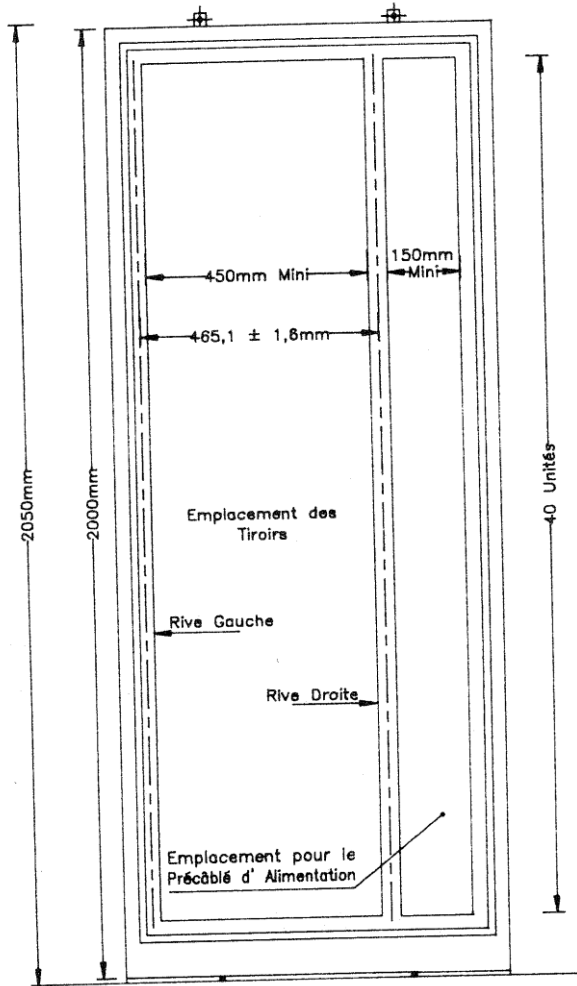 150mm
Mini
450mm Mini
465,1 ± 1,6mm
2050mm
2000mm
40 Unités
Emplacement des
Tiroirs
Rive Gauche
Rive Droite
Emplacement pour le
Précâblé d' Alimentation